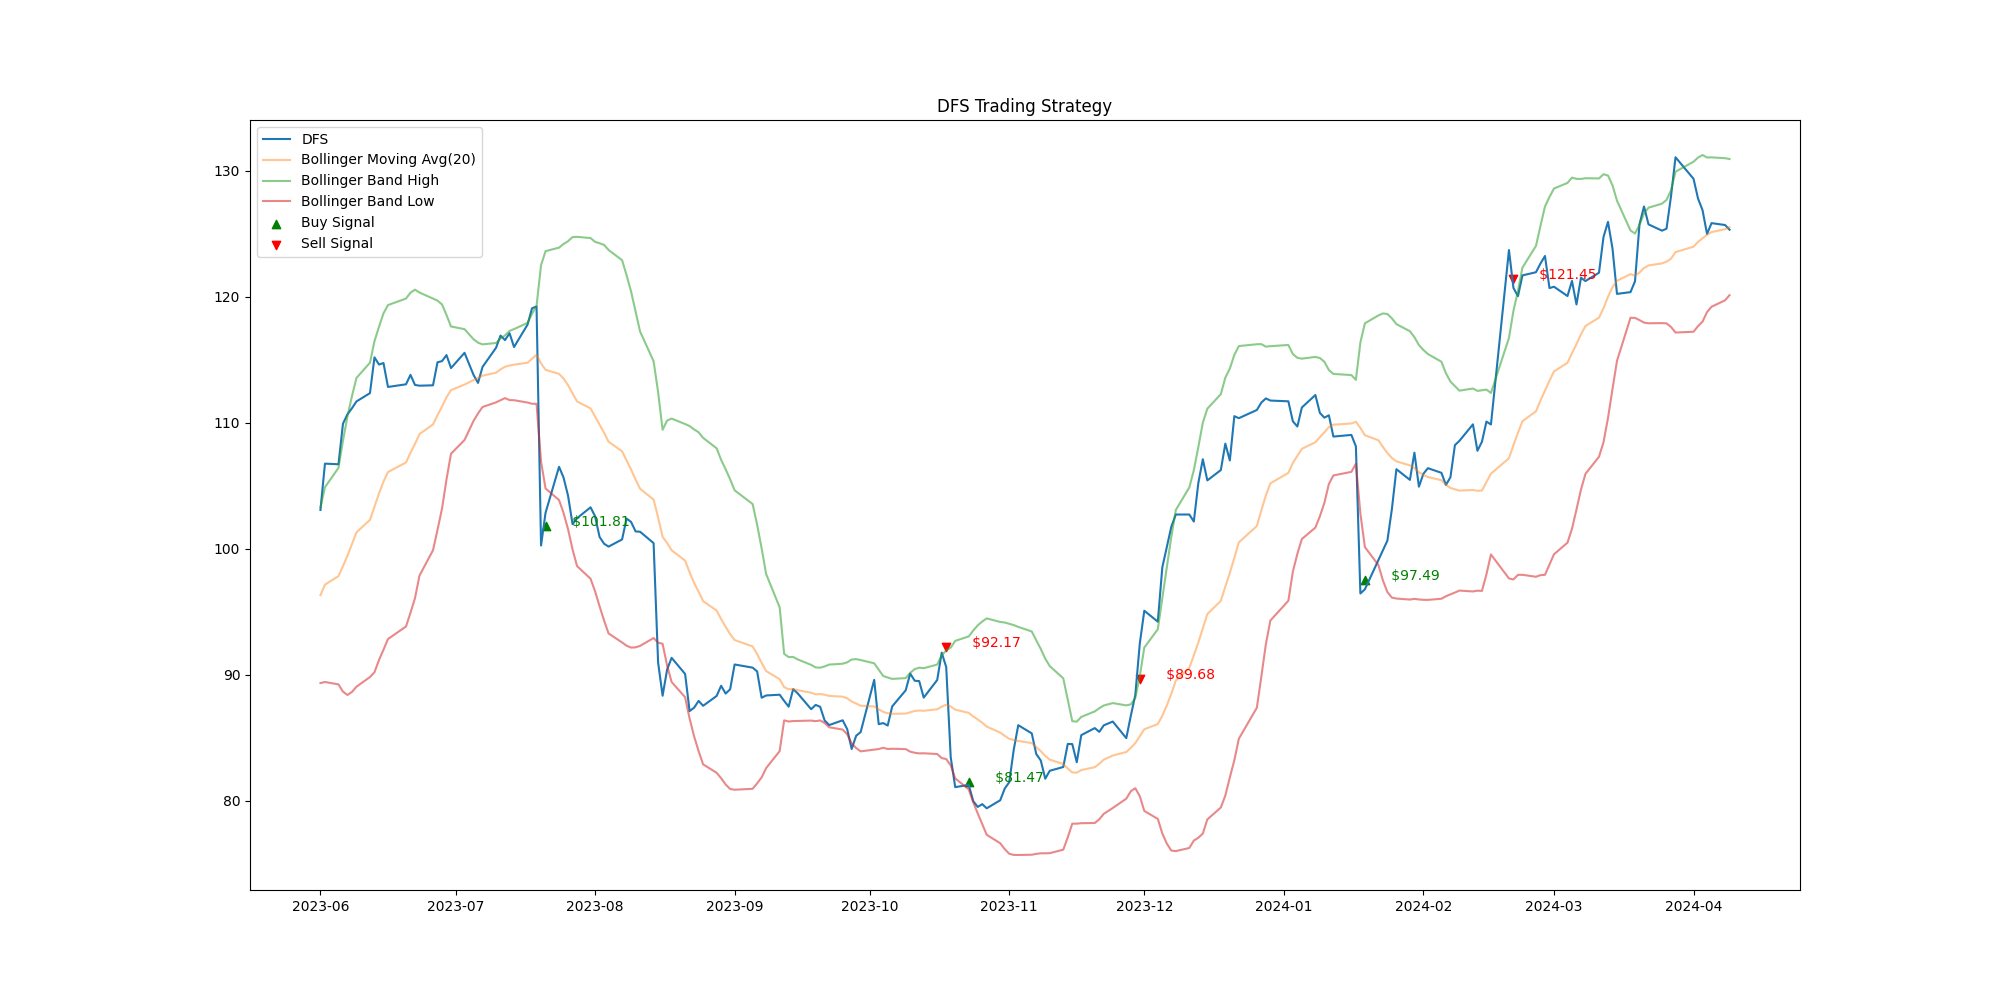 DFS Trading Strategy
DFS
Bollinger Moving Avg(20)
Bollinger Band High
Bollinger Band Low
Buy Signal
Sell Signal
130
120
110
100
90
80
$101.81
$92.17
$81.47
$89.68
$97.49
$121.45
2023-06 2023-07 2023-08 2023-09 2023-10 2023-11 2023-12 2024-01 2024-02 2024-03 2024-04